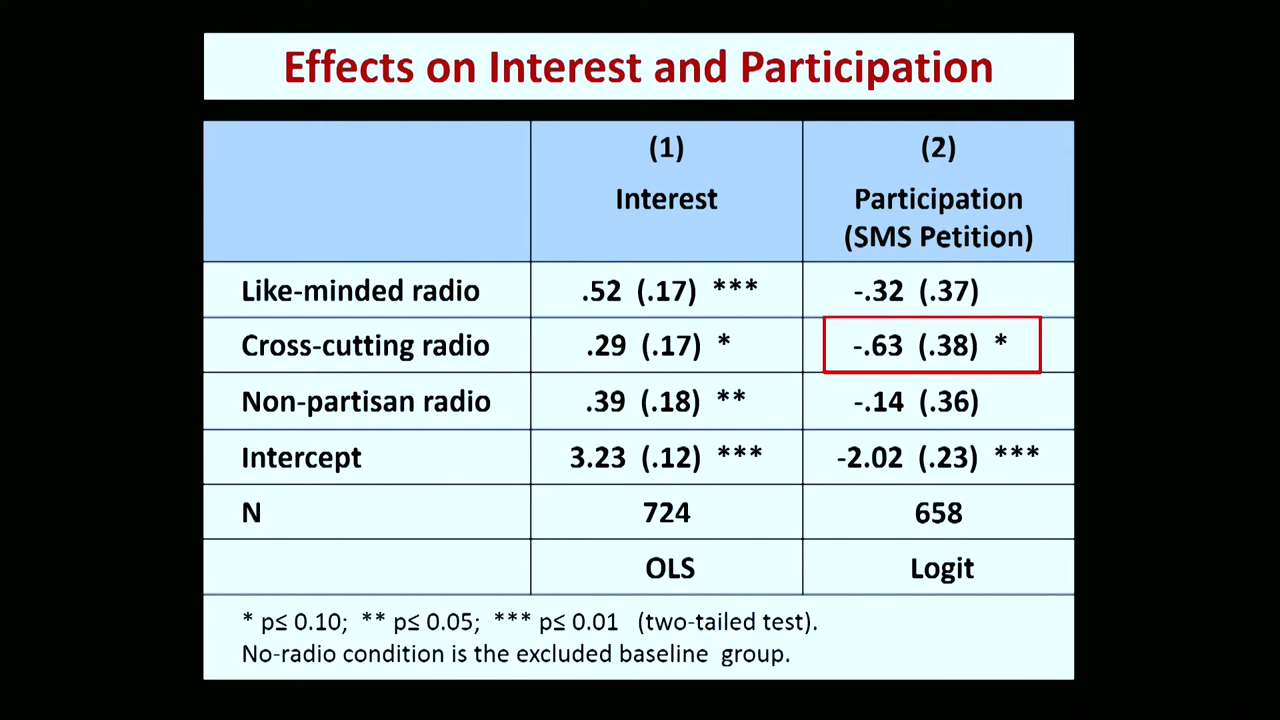 Effects on Interest and Participation
(1) (2)
Interest Participation
(SMS Petition)
Like-minded radio .52 (.17) *** -.32 (.37)
Cross-cutting radio .29 (.17) * -.63 (.38) *
Non-partisan radio .39 (.18) ** -.14 (.36)
Intercept 3.23 (.12) *** -2.02 (.23) ***
N 724 658
OLS Logit
* p≤ 0.10; ** p≤ 0.05; *** p≤ 0.01 (two-tailed test).
No-radio condition is the excluded baseline group.